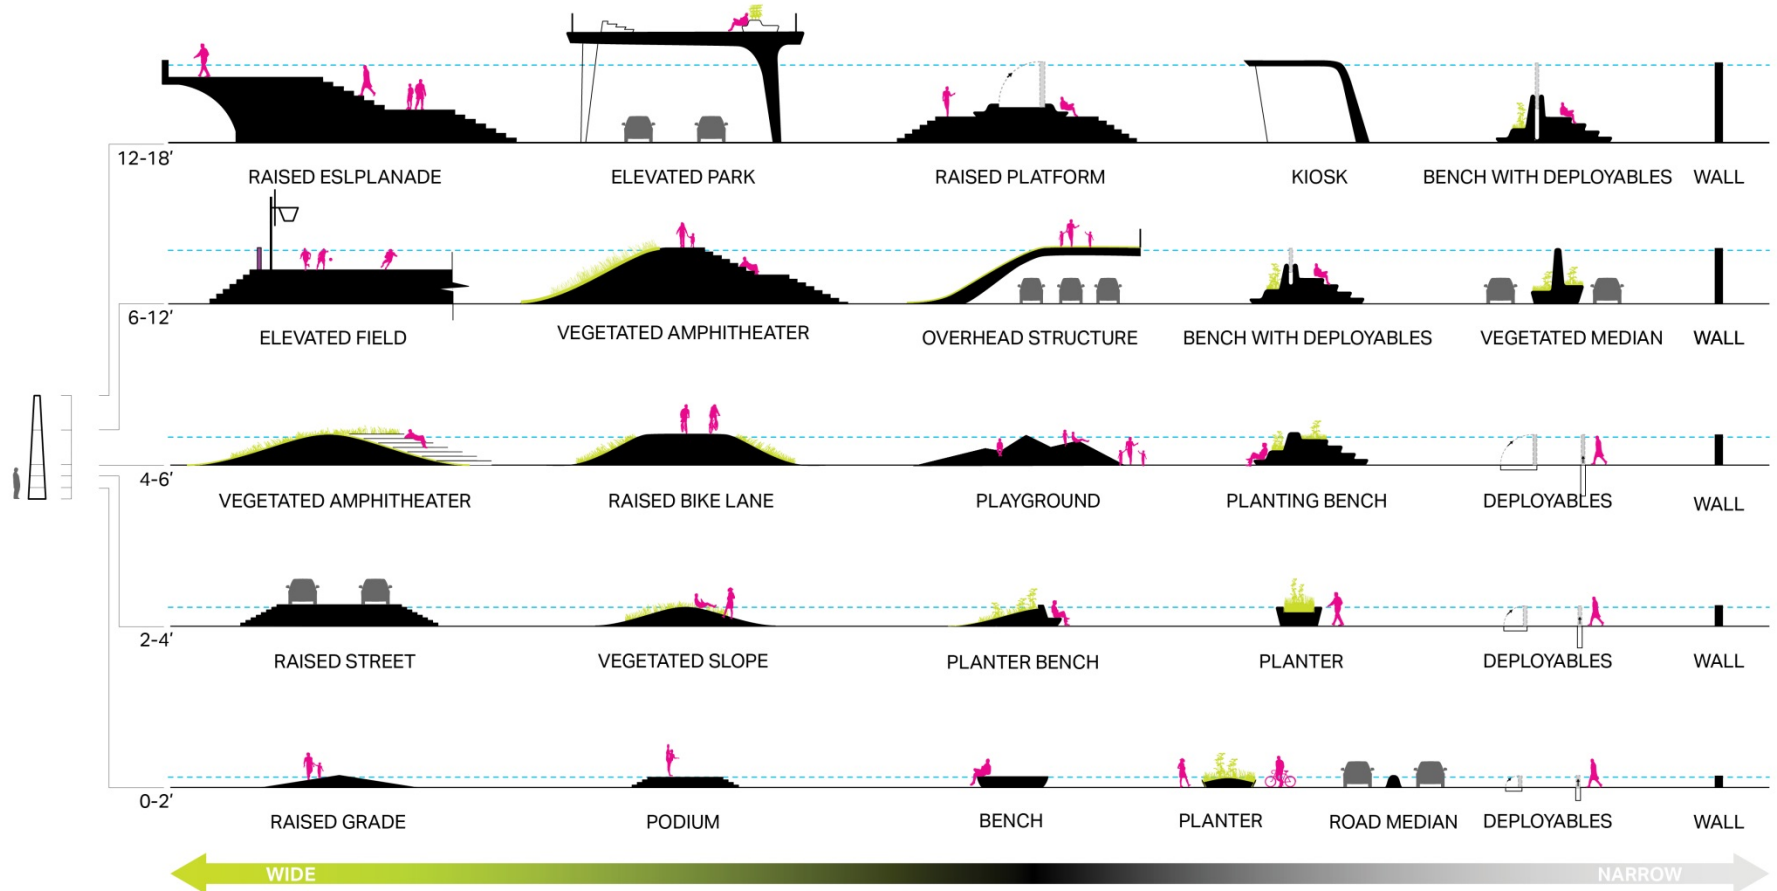 12-18'
RAISED ESLPLANADE
ELEVATED PARK
RAISED PLATFORM
KIOSK
BENCH WITH DEPLOYABLES
WALL
6-12'
ELEVATED FIELD
VEGETATED AMPHITHEATER
OVERHEAD STRUCTURE
BENCH WITH DEPLOYABLES
VEGETATED MEDIAN
WALL
4-6'
VEGETATED AMPHITHEATER
RAISED BIKE LANE
PLAYGROUND
PLANTING BENCH
DEPLOYABLES
WALL
2-4'
RAISED STREET
VEGETATED SLOPE
PLANTER BENCH
PLANTER
DEPLOYABLES
WALL
0-2'
RAISED GRADE
PODIUM
BENCH
PLANTER
ROAD MEDIAN
DEPLOYABLES
WALL
WIDE
NARROW